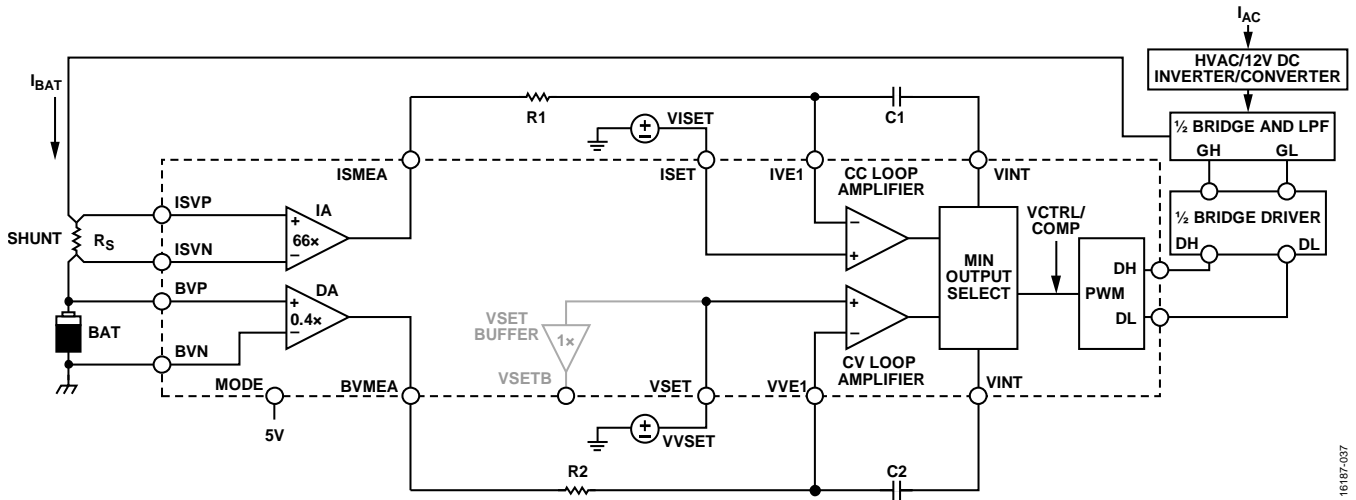 I_AC
HVAC/12V DC
INVERTER/CONVERTER
I_BAT
R1
C1
½ BRIDGE AND LPF
GH
GL
VISET
ISMEA
ISET
IVE1
CC LOOP
AMPLIFIER
VINT
½ BRIDGE DRIVER
DH
DL
VCTRL/
COMP
ISVP
IA
+
66×
−
SHUNT
R_S
ISVN
−
+
MIN
OUTPUT
SELECT
DH
PWM
DL
BVP
DA
+
0.4×
−
BAT
BVN
VSET
BUFFER
1×
VSETB
+
−
CV LOOP
AMPLIFIER
MODE
5V
BVMEA
VSET
VVE1
VINT
VVSET
R2
C2
16187-037